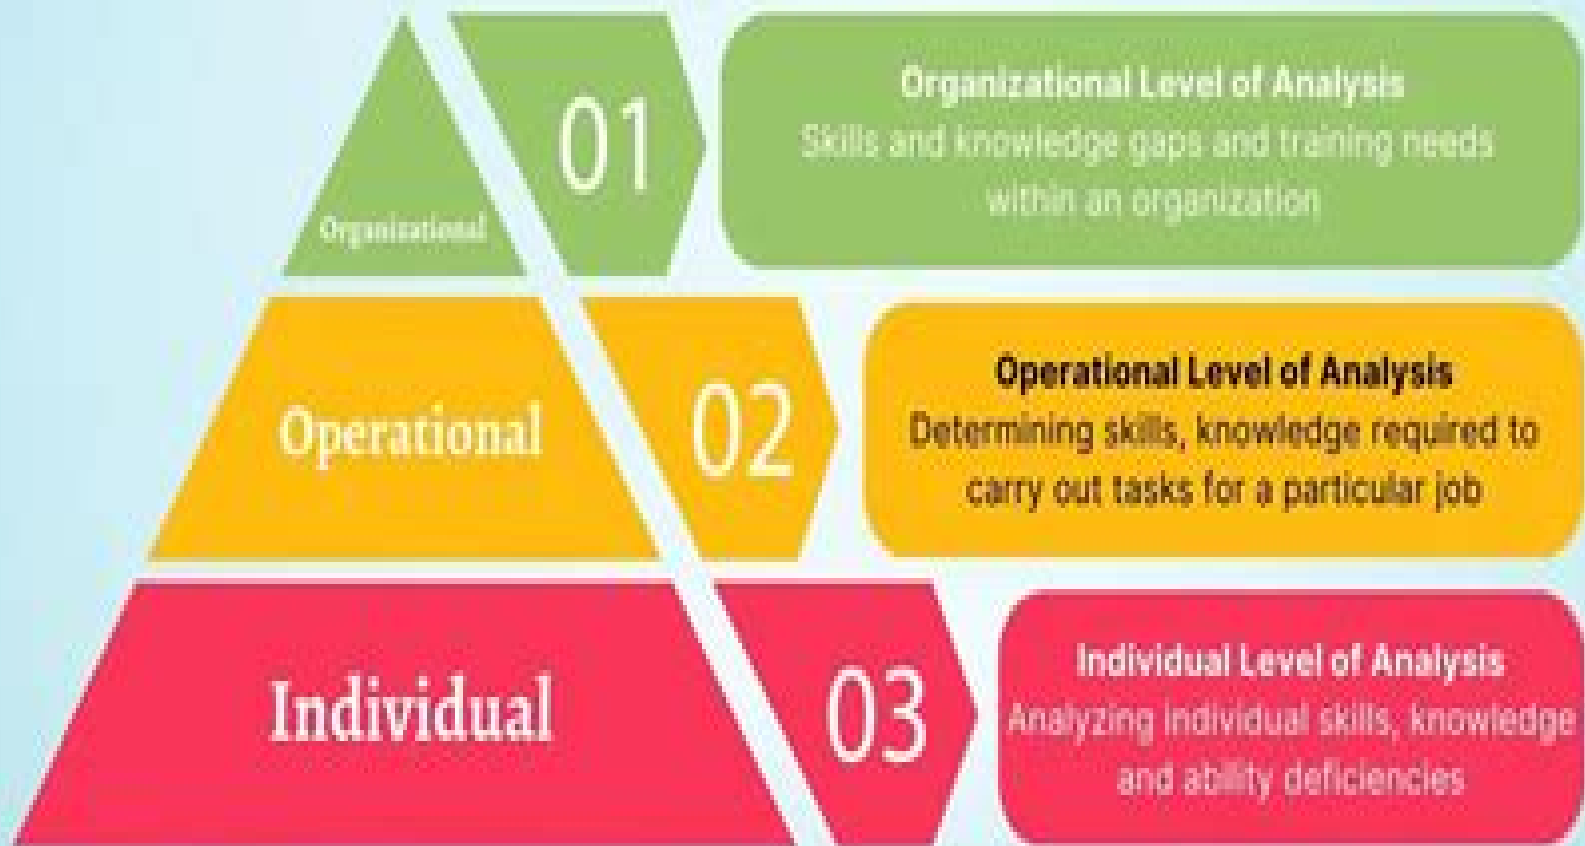 Organizational
01
Organizational Level of Analysis
Skills and knowledge gaps and training needs
within an organization
Operational
02
Operational Level of Analysis
Determining skills, knowledge required to
carry out tasks for a particular job
Individual
03
Individual Level of Analysis
Analyzing individual skills, knowledge
and ability deficiencies